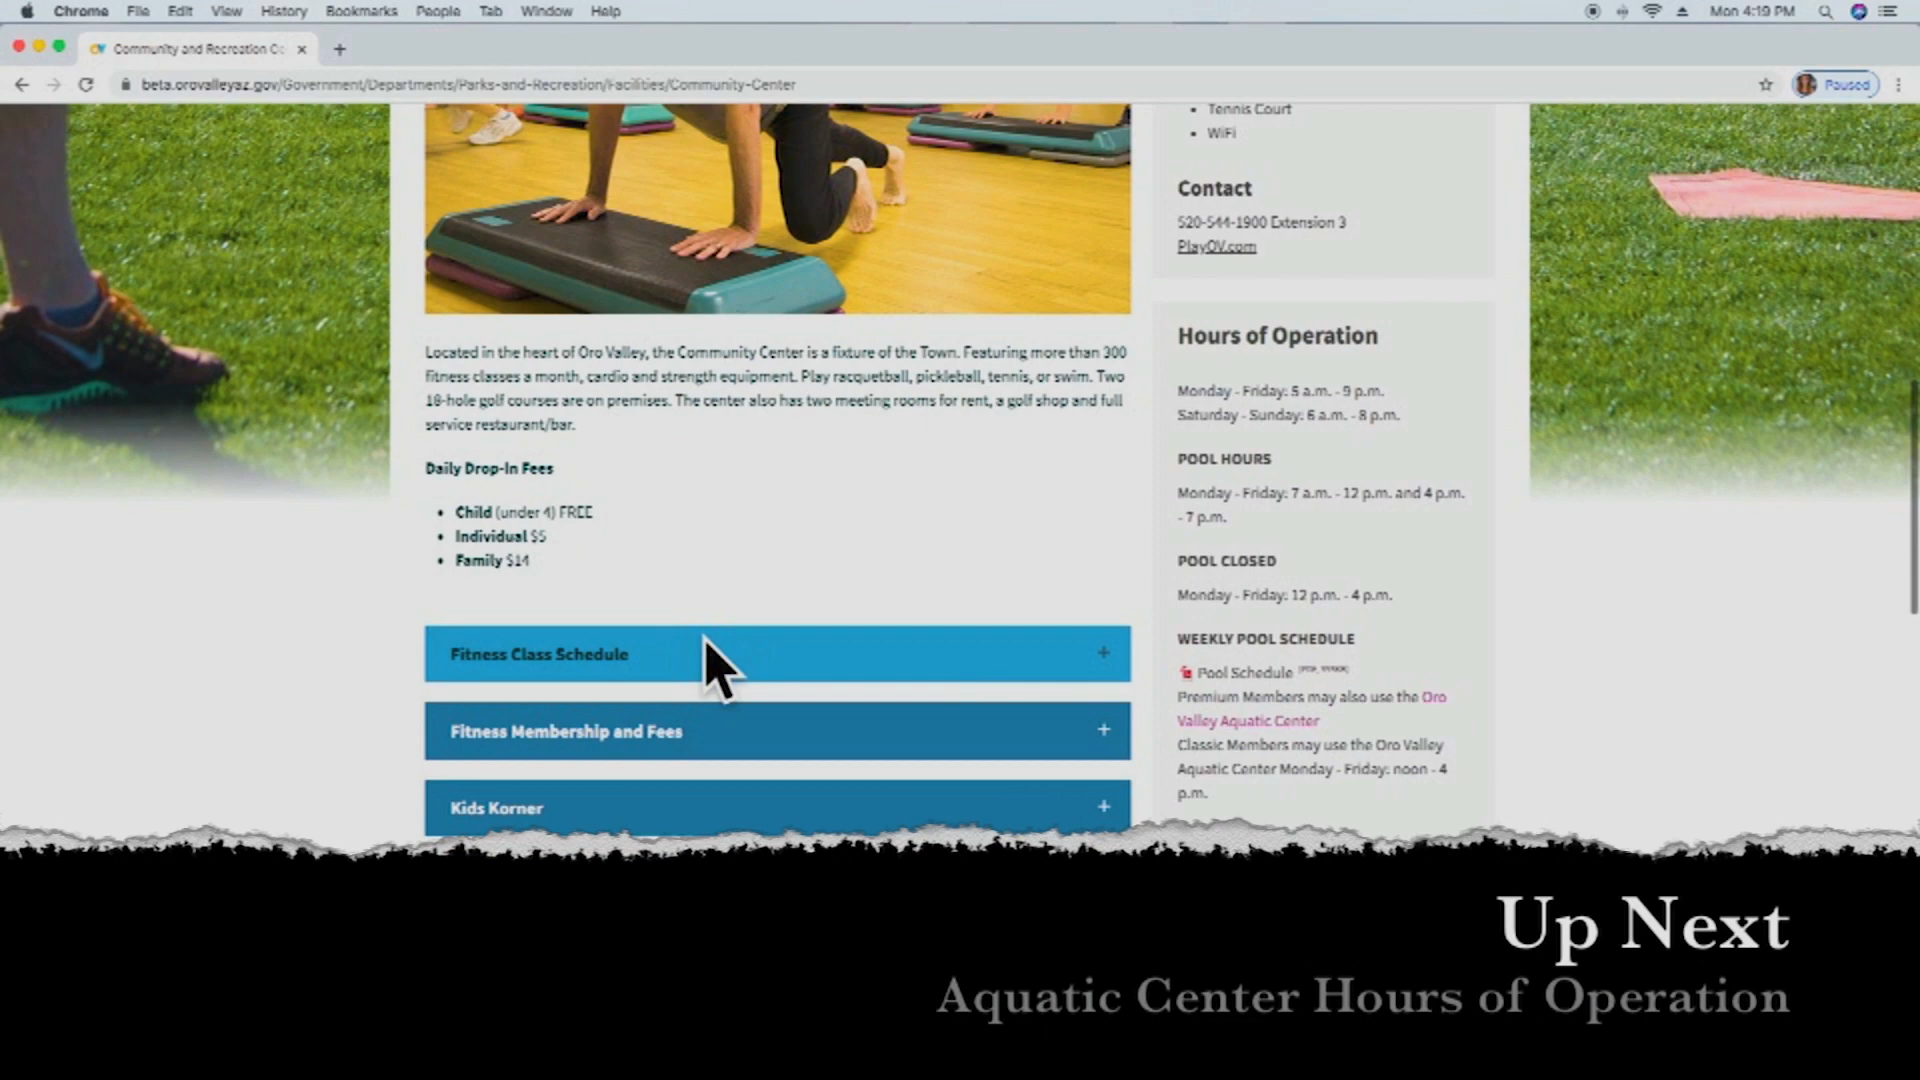 Chrome File Edit View History Bookmarks People Tab Window Help
Mon 4:19 PM
Community and Recreation Ce
beta.orovalleyaz.gov/Government/Departments/Parks-and-Recreation/Facilities/Community-Center
Paused
Located in the heart of Oro Valley, the Community Center is a fixture of the Town. Featuring more than 300
fitness classes a month, cardio and strength equipment. Play racquetball, pickleball, tennis, or swim. Two
18-hole golf courses are on premises. The center also has two meeting rooms for rent, a golf shop and full
service restaurant/bar.
Daily Drop-In Fees
• Child (under 4) FREE
• Individual $5
• Family $14
Fitness Class Schedule +
Fitness Membership and Fees +
Kids Korner +
• Tennis Court
• WiFi
Contact
520-544-1900 Extension 3
PlayOV.com
Hours of Operation
Monday - Friday: 5 a.m. - 9 p.m.
Saturday - Sunday: 6 a.m. - 8 p.m.
POOL HOURS
Monday - Friday: 7 a.m. - 12 p.m. and 4 p.m.
- 7 p.m.
POOL CLOSED
Monday - Friday: 12 p.m. - 4 p.m.
WEEKLY POOL SCHEDULE
Pool Schedule
Premium Members may also use the Oro
Valley Aquatic Center
Classic Members may use the Oro Valley
Aquatic Center Monday - Friday: noon - 4
p.m.
Up Next
Aquatic Center Hours of Operation